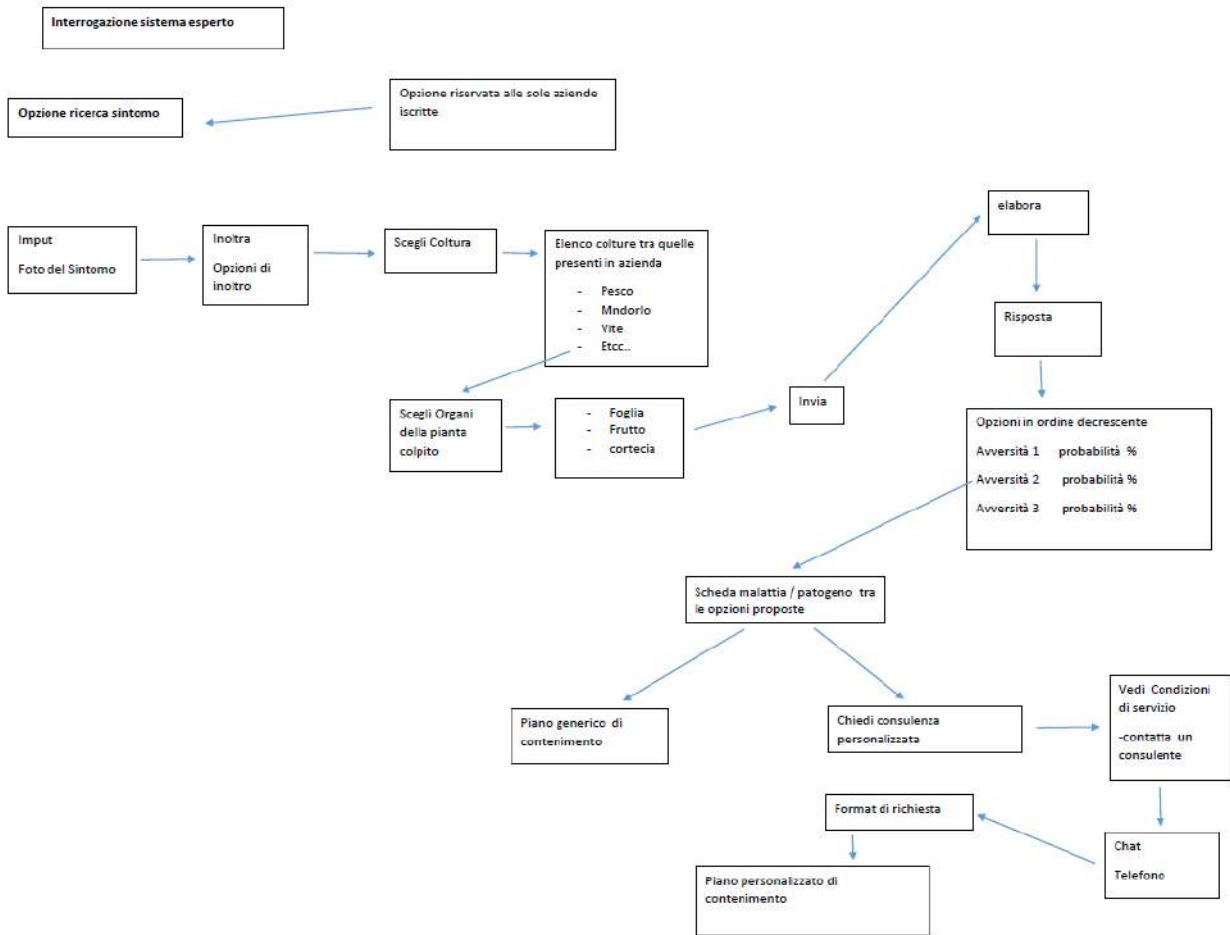 Interrogazione sistema esperto
Opzione riservata alle sole aziende
iscritte
Opzione ricerca sintomo
Imput
Foto del Sintomo
Inoltra
Opzioni di
inoltro
Scegli Coltura
Elenco colture tra quelle
presenti in azienda
- Pesco
- Mndorlo
- Vite
- Etcc..
Scegli Organi
della pianta
colpito
- Foglia
- Frutto
- cortecia
Invia
elabora
Risposta
Opzioni in ordine decrescente
Avversità 1 probabilità %
Avversità 2 probabilità %
Avversità 3 probabilità %
Scheda malattia / patogeno tra
le opzioni proposte
Piano generico di
contenimento
Chiedi consulenza
personalizzata
Vedi Condizioni
di servizio
-contatta un
consulente
Chat
Telefono
Format di richiesta
Piano personalizzato di
contenimento